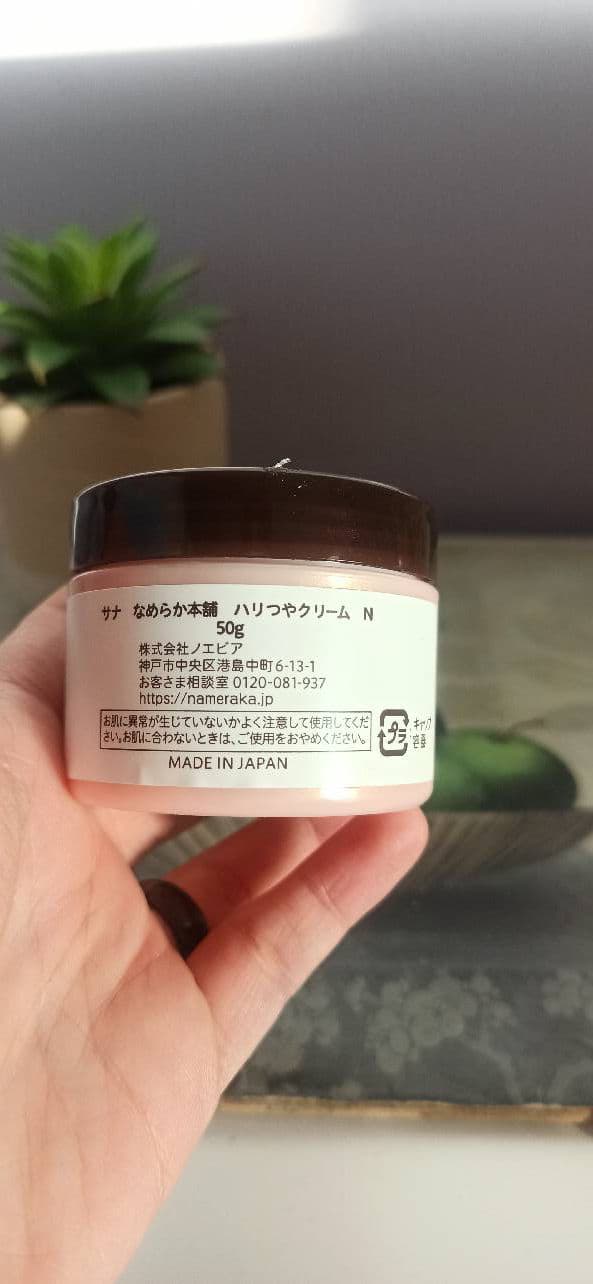 サナ なめらか本舗 ハリつやクリーム N
50g
株式会社ノエビア
神戸市中央区港島中町6-13-1
お客さま相談室 0120-081-937
https://nameraka.jp
お肌に異常が生じていないかよく注意して使用してくだ
さい。お肌に合わないときは、ご使用をおやめください。
プラ
:キャップ
容器
MADE IN JAPAN